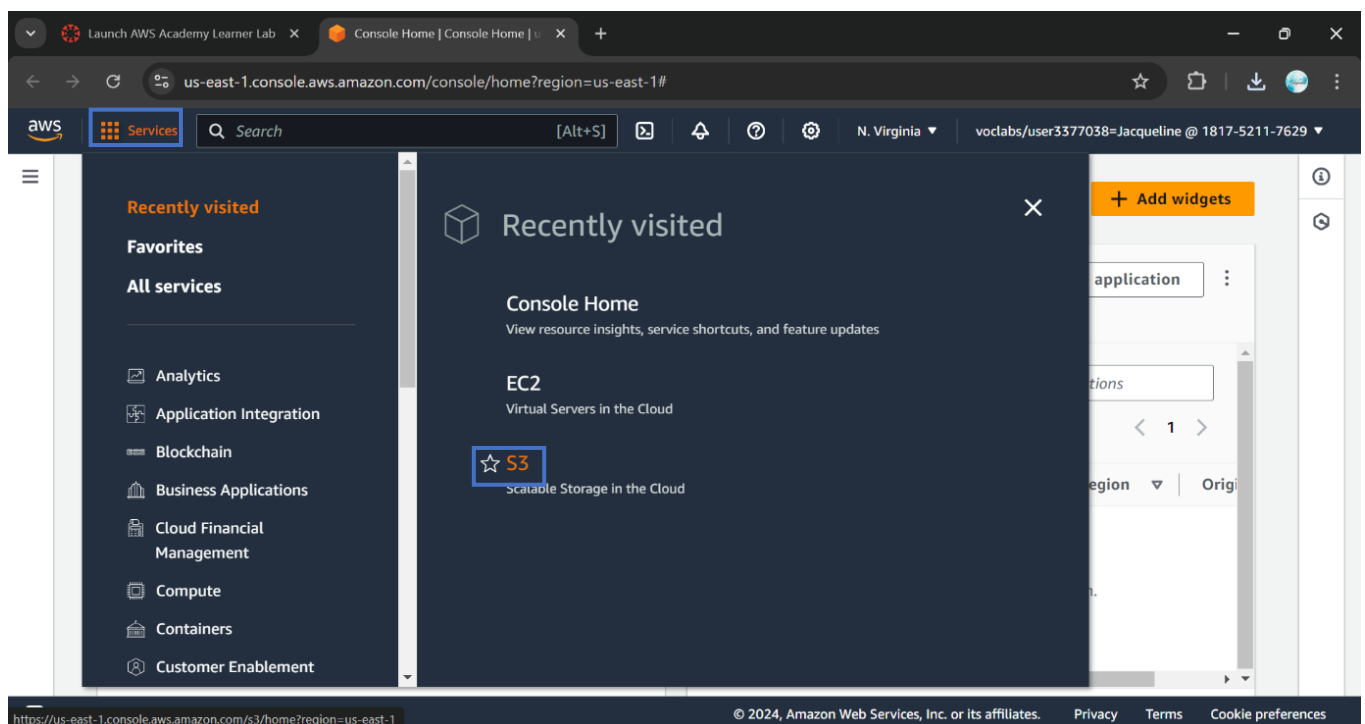 Launch AWS Academy Learner Lab
Console Home | Console Home | u
us-east-1.console.aws.amazon.com/console/home?region=us-east-1#
aws
Services
Search
[Alt+S]
N. Virginia
voclabs/user3377038=Jacqueline @ 1817-5211-7629
Recently visited
Favorites
All services
Analytics
Application Integration
Blockchain
Business Applications
Cloud Financial
Management
Compute
Containers
Customer Enablement
Recently visited
Console Home
View resource insights, service shortcuts, and feature updates
EC2
Virtual Servers in the Cloud
S3
Scalable Storage in the Cloud
+ Add widgets
application
tions
1
egion
Origi
n.
https://us-east-1.console.aws.amazon.com/s3/home?region=us-east-1
© 2024, Amazon Web Services, Inc. or its affiliates.
Privacy
Terms
Cookie preferences